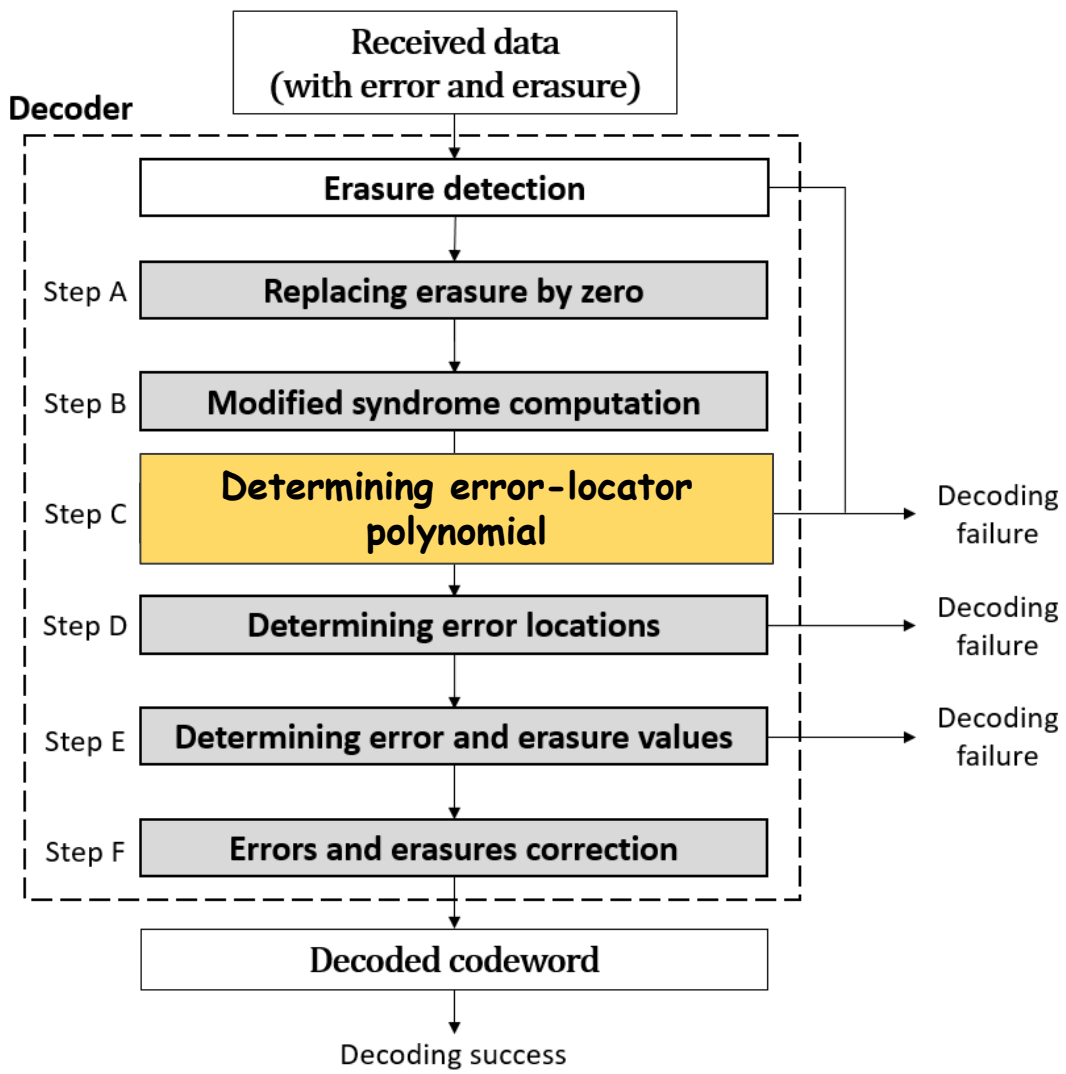 Received data
(with error and erasure)
Decoder
Erasure detection
Step A
Replacing erasure by zero
Step B
Modified syndrome computation
Step C
Determining error-locator
polynomial
Decoding
failure
Step D
Determining error locations
Decoding
failure
Step E
Determining error and erasure values
Decoding
failure
Step F
Errors and erasures correction
Decoded codeword
Decoding success